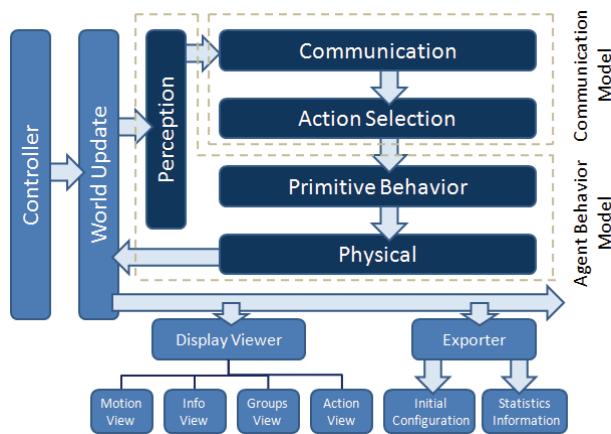 Controller
World Update
Perception
Communication
Action Selection
Primitive Behavior
Physical
Communication
Model
Agent Behavior
Model
Display Viewer
Exporter
Motion
View
Info
View
Groups
View
Action
View
Initial
Configuration
Statistics
Information